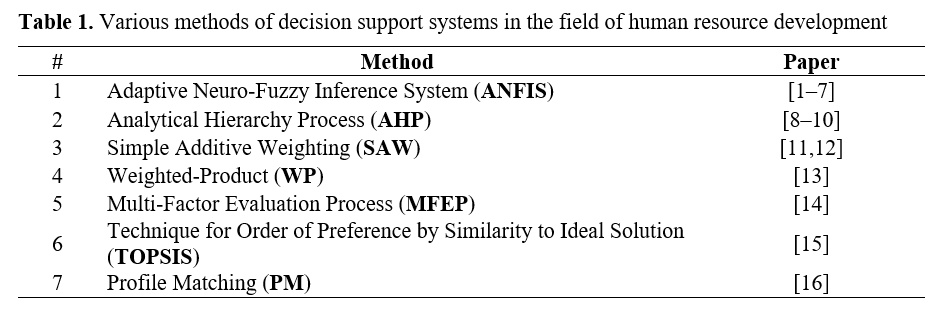 Table 1. Various methods of decision support systems in the field of human resource development
# Method Paper
1 Adaptive Neuro-Fuzzy Inference System (ANFIS) [1–7]
2 Analytical Hierarchy Process (AHP) [8–10]
3 Simple Additive Weighting (SAW) [11,12]
4 Weighted-Product (WP) [13]
5 Multi-Factor Evaluation Process (MFEP) [14]
6 Technique for Order of Preference by Similarity to Ideal Solution
(TOPSIS) [15]
7 Profile Matching (PM) [16]